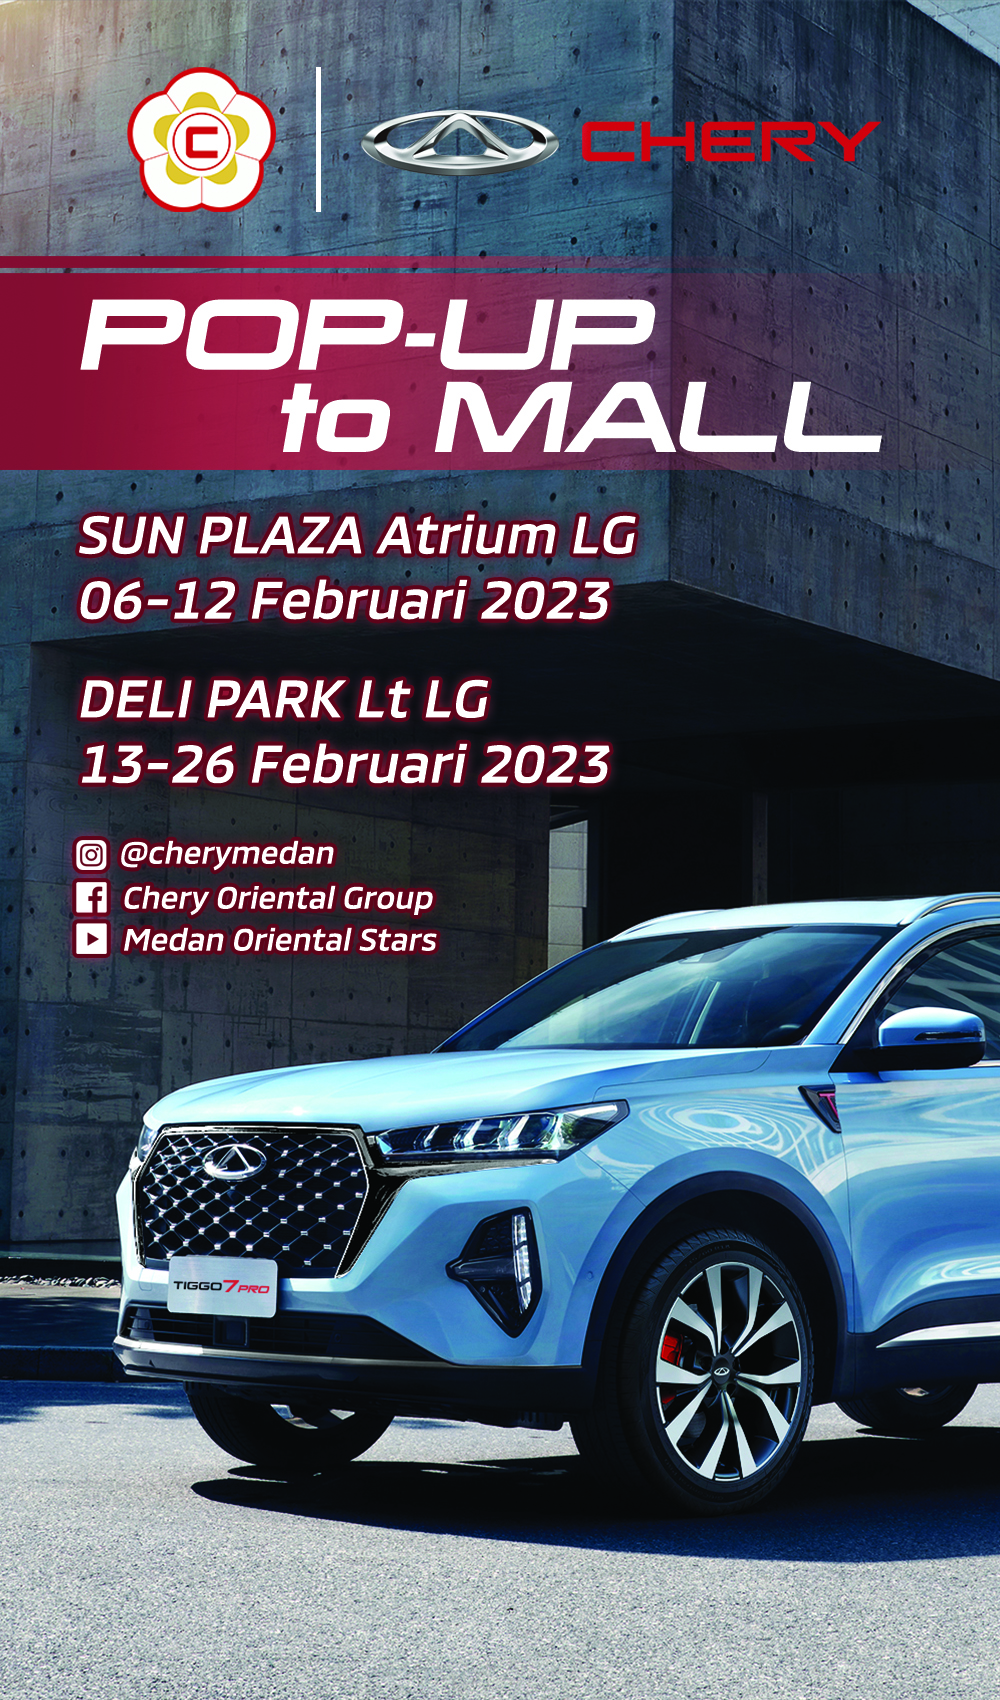 C
CHERY
POP-UP
to MALL
SUN PLAZA Atrium LG
06-12 Februari 2023
DELI PARK Lt LG
13-26 Februari 2023
@cherymedan
Chery Oriental Group
Medan Oriental Stars
TIGGO 7 PRO